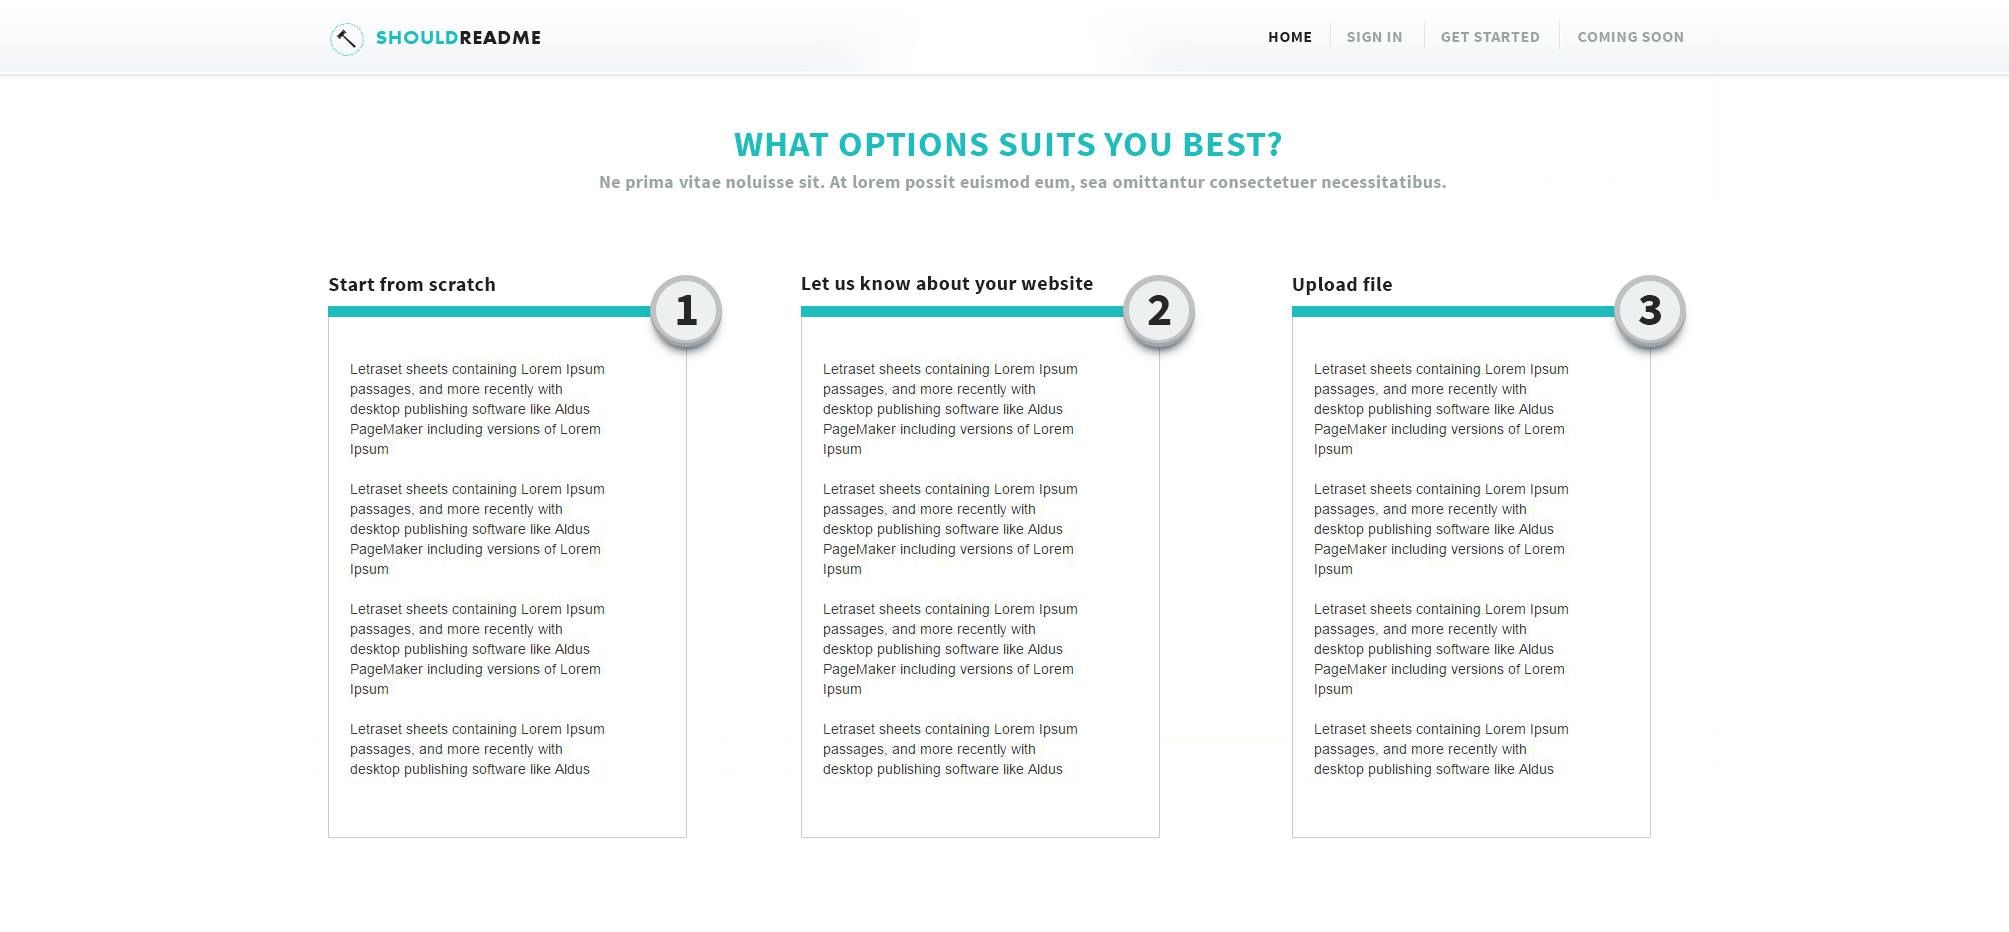 SHOULDREADME
HOME
SIGN IN
GET STARTED
COMING SOON
WHAT OPTIONS SUITS YOU BEST?
Ne prima vitae noluisse sit. At lorem possit euismod eum, sea omittantur consectetuer necessitatibus.
Start from scratch
1
Letraset sheets containing Lorem Ipsum
passages, and more recently with
desktop publishing software like Aldus
PageMaker including versions of Lorem
Ipsum
Letraset sheets containing Lorem Ipsum
passages, and more recently with
desktop publishing software like Aldus
PageMaker including versions of Lorem
Ipsum
Letraset sheets containing Lorem Ipsum
passages, and more recently with
desktop publishing software like Aldus
PageMaker including versions of Lorem
Ipsum
Letraset sheets containing Lorem Ipsum
passages, and more recently with
desktop publishing software like Aldus
Let us know about your website
2
Letraset sheets containing Lorem Ipsum
passages, and more recently with
desktop publishing software like Aldus
PageMaker including versions of Lorem
Ipsum
Letraset sheets containing Lorem Ipsum
passages, and more recently with
desktop publishing software like Aldus
PageMaker including versions of Lorem
Ipsum
Letraset sheets containing Lorem Ipsum
passages, and more recently with
desktop publishing software like Aldus
PageMaker including versions of Lorem
Ipsum
Letraset sheets containing Lorem Ipsum
passages, and more recently with
desktop publishing software like Aldus
Upload file
3
Letraset sheets containing Lorem Ipsum
passages, and more recently with
desktop publishing software like Aldus
PageMaker including versions of Lorem
Ipsum
Letraset sheets containing Lorem Ipsum
passages, and more recently with
desktop publishing software like Aldus
PageMaker including versions of Lorem
Ipsum
Letraset sheets containing Lorem Ipsum
passages, and more recently with
desktop publishing software like Aldus
PageMaker including versions of Lorem
Ipsum
Letraset sheets containing Lorem Ipsum
passages, and more recently with
desktop publishing software like Aldus